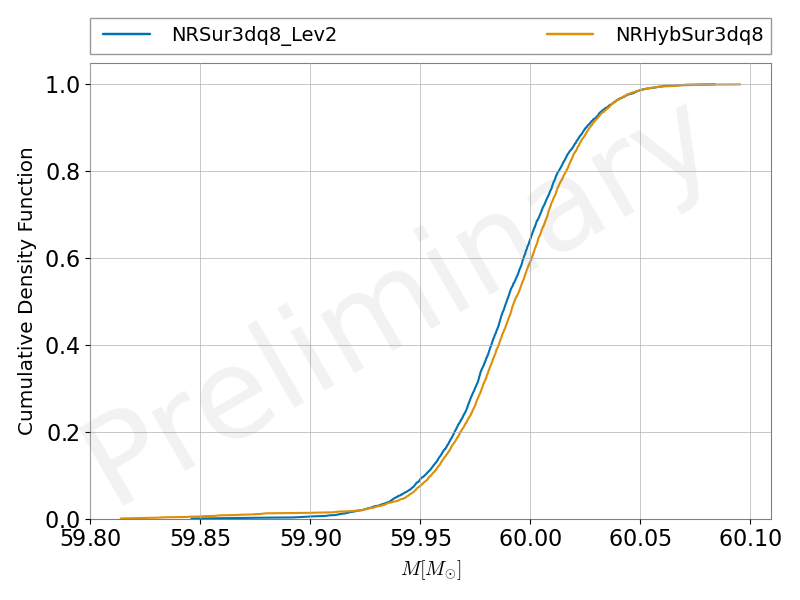 NRSur3dq8_Lev2 NRHybSur3dq8
Cumulative Density Function
1.0
0.8
0.6
0.4
0.2
0.0
Preliminary
59.80 59.85 59.90 59.95 60.00 60.05 60.10
M[M⊙]